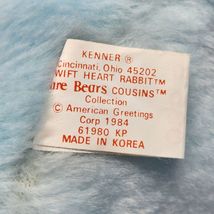 KENNER ®
Cincinnati, Ohio 45202
WIFT HEART RABBIT™
are Bears COUSINS™
Collection
© American Greetings
Corp 1984
61980 KP
MADE IN KOREA